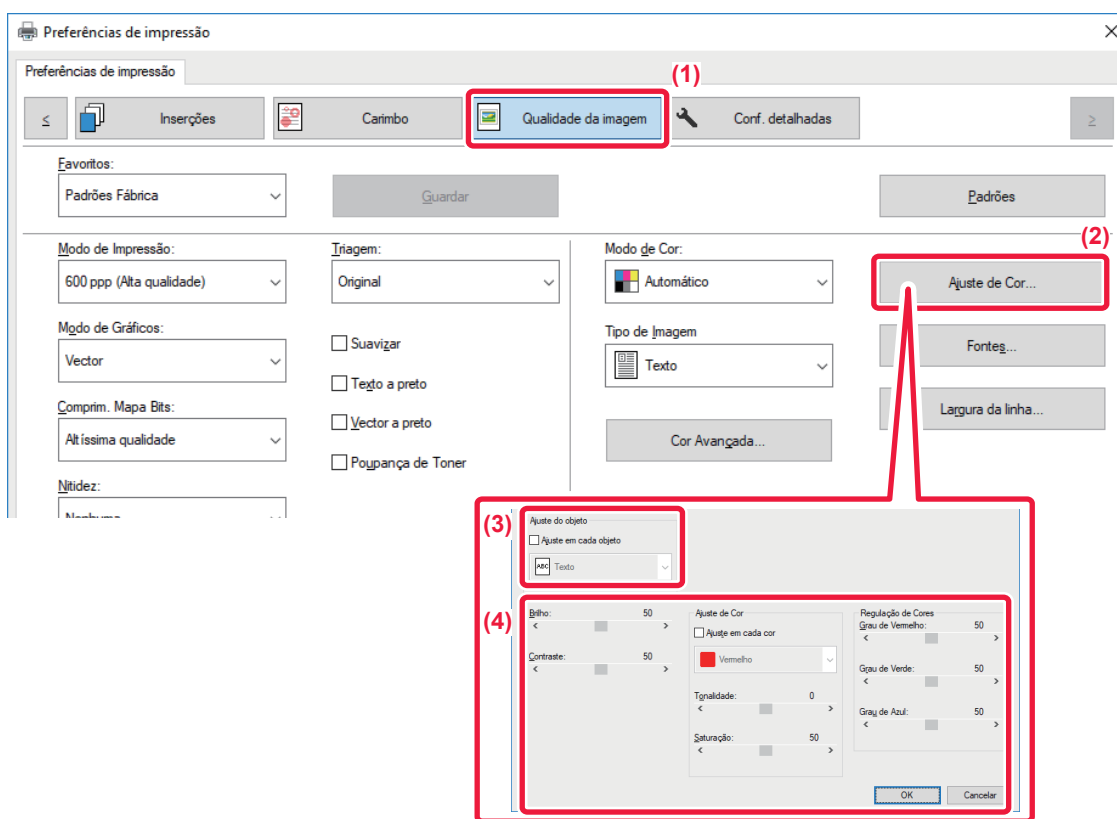 Preferências de impressão
Preferências de impressão
(1)
<
Inserções
Carimbo
Qualidade da imagem
Conf. detalhadas
>
Favoritos:
Padrões Fábrica
Guardar
Padrões
(2)
Modo de Impressão:
600 ppp (Alta qualidade)
Triagem:
Original
Modo de Cor:
Automático
Ajuste de Cor...
Modo de Gráficos:
Vector
Suavizar
Tipo de Imagem
Texto
Fontes...
Texto a preto
Comprim. Mapa Bits:
Altíssima qualidade
Vector a preto
Largura da linha...
Cor Avançada...
Poupança de Toner
Nitidez:
Nenhuma
(3)
Ajuste do objeto
Ajuste em cada objeto
ABC Texto
(4)
Brilho: 50
Contraste: 50
Ajuste de Cor
Ajuste em cada cor
Vermelho
Tonalidade: 0
Saturação: 50
Regulação de Cores
Grau de Vermelho: 50
Grau de Verde: 50
Grau de Azul: 50
OK
Cancelar